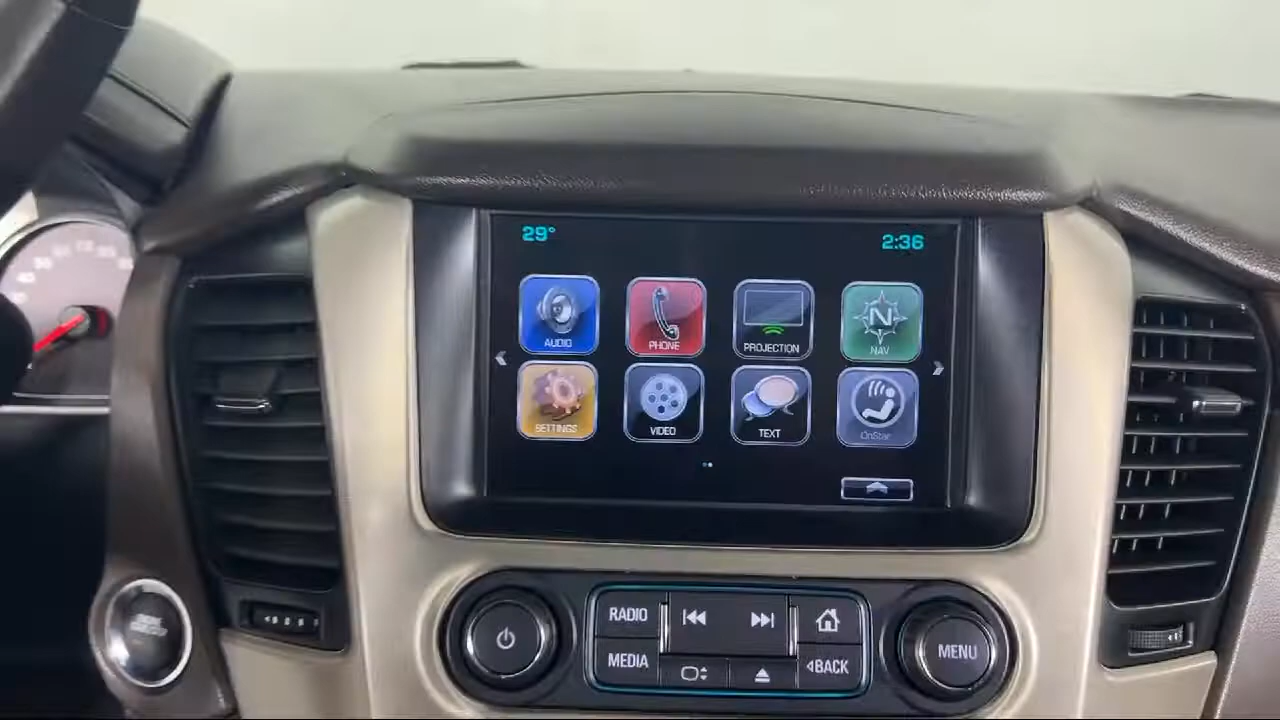 29° 2:36
AUDIO PHONE PROJECTION N NAV
SETTINGS VIDEO TEXT OnStar
RADIO
MEDIA BACK
MENU